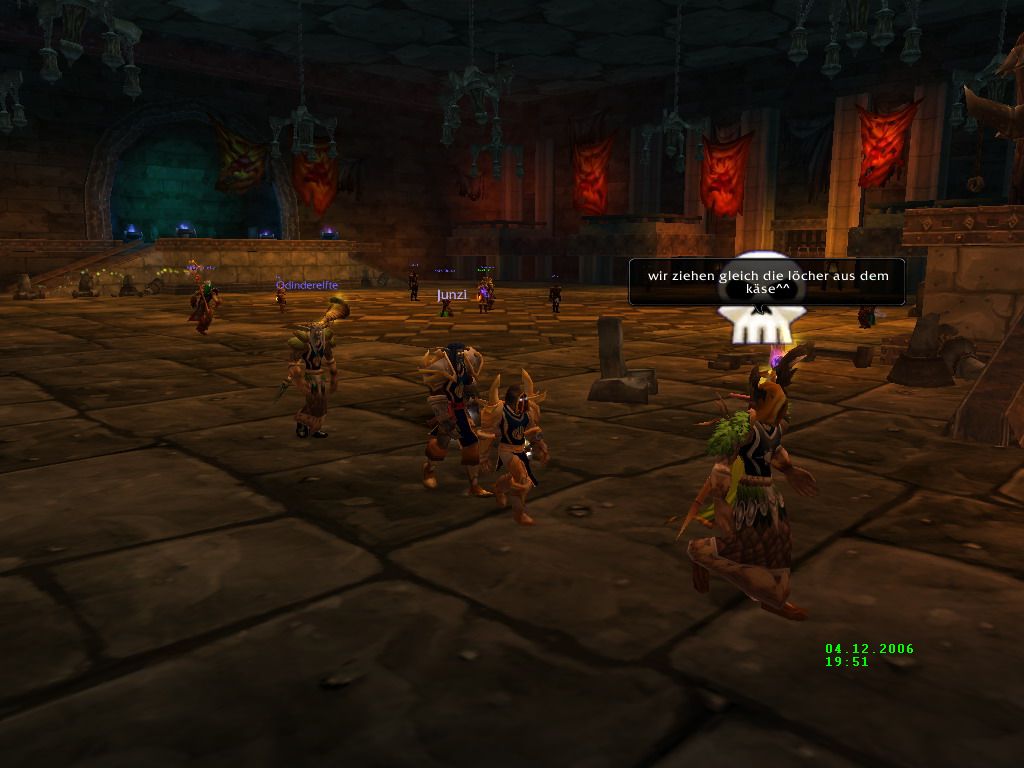 Odinderelfte
Junzi
wir ziehen gleich die löcher aus dem
käse^^
04.12.2006
19:51